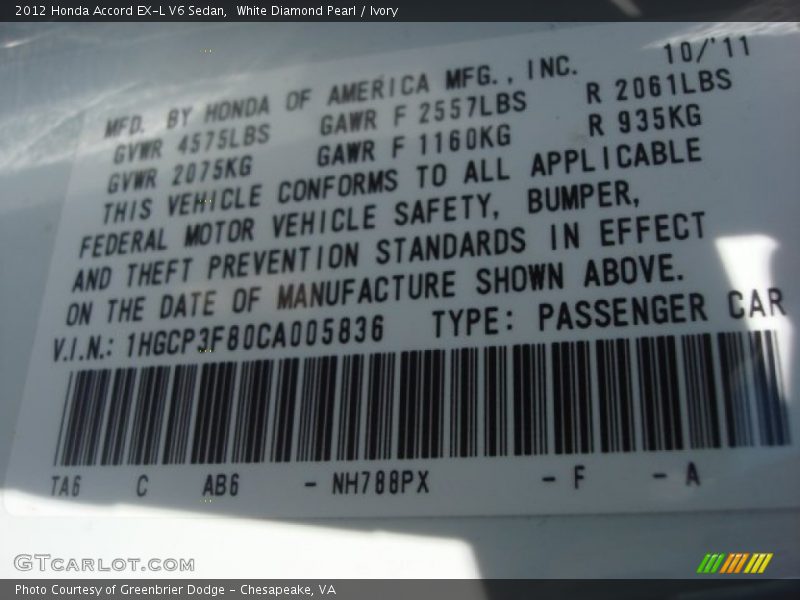 2012 Honda Accord EX-L V6 Sedan,  White Diamond Pearl / Ivory
10/'11
MFD. BY HONDA OF AMERICA MFG., INC.
GVWR 4575LBS GAWR F 2557LBS R 2061LBS
GVWR 2075KG GAWR F 1160KG R 935KG
THIS VEHICLE CONFORMS TO ALL APPLICABLE
FEDERAL MOTOR VEHICLE SAFETY, BUMPER,
AND THEFT PREVENTION STANDARDS IN EFFECT
ON THE DATE OF MANUFACTURE SHOWN ABOVE.
V.I.N.: 1HGCP3F80CA005836 TYPE: PASSENGER CAR
TA6 C AB6 - NH788PX - F - A
GTCARLOT.COM
Photo Courtesy of Greenbrier Dodge - Chesapeake, VA